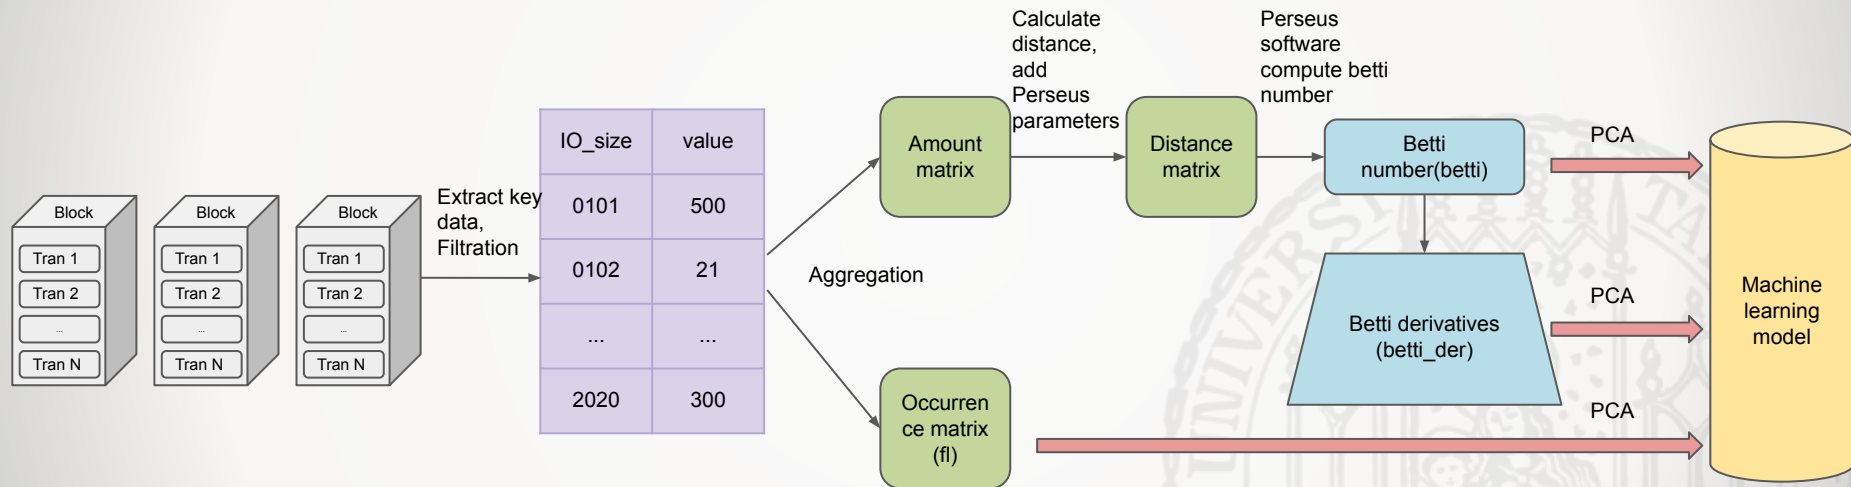 Block
Tran 1
Tran 2
...
Tran N
Block
Tran 1
Tran 2
...
Tran N
Block
Tran 1
Tran 2
...
Tran N
Extract key
data,
Filtration
IO_size value
0101 500
0102 21
... ...
2020 300
Aggregation
Amount
matrix
Occurren
ce matrix
(fl)
Calculate
distance,
add
Perseus
parameters
Distance
matrix
Perseus
software
compute betti
number
Betti
number(betti)
Betti derivatives
(betti_der)
PCA
PCA
PCA
Machine
learning
model